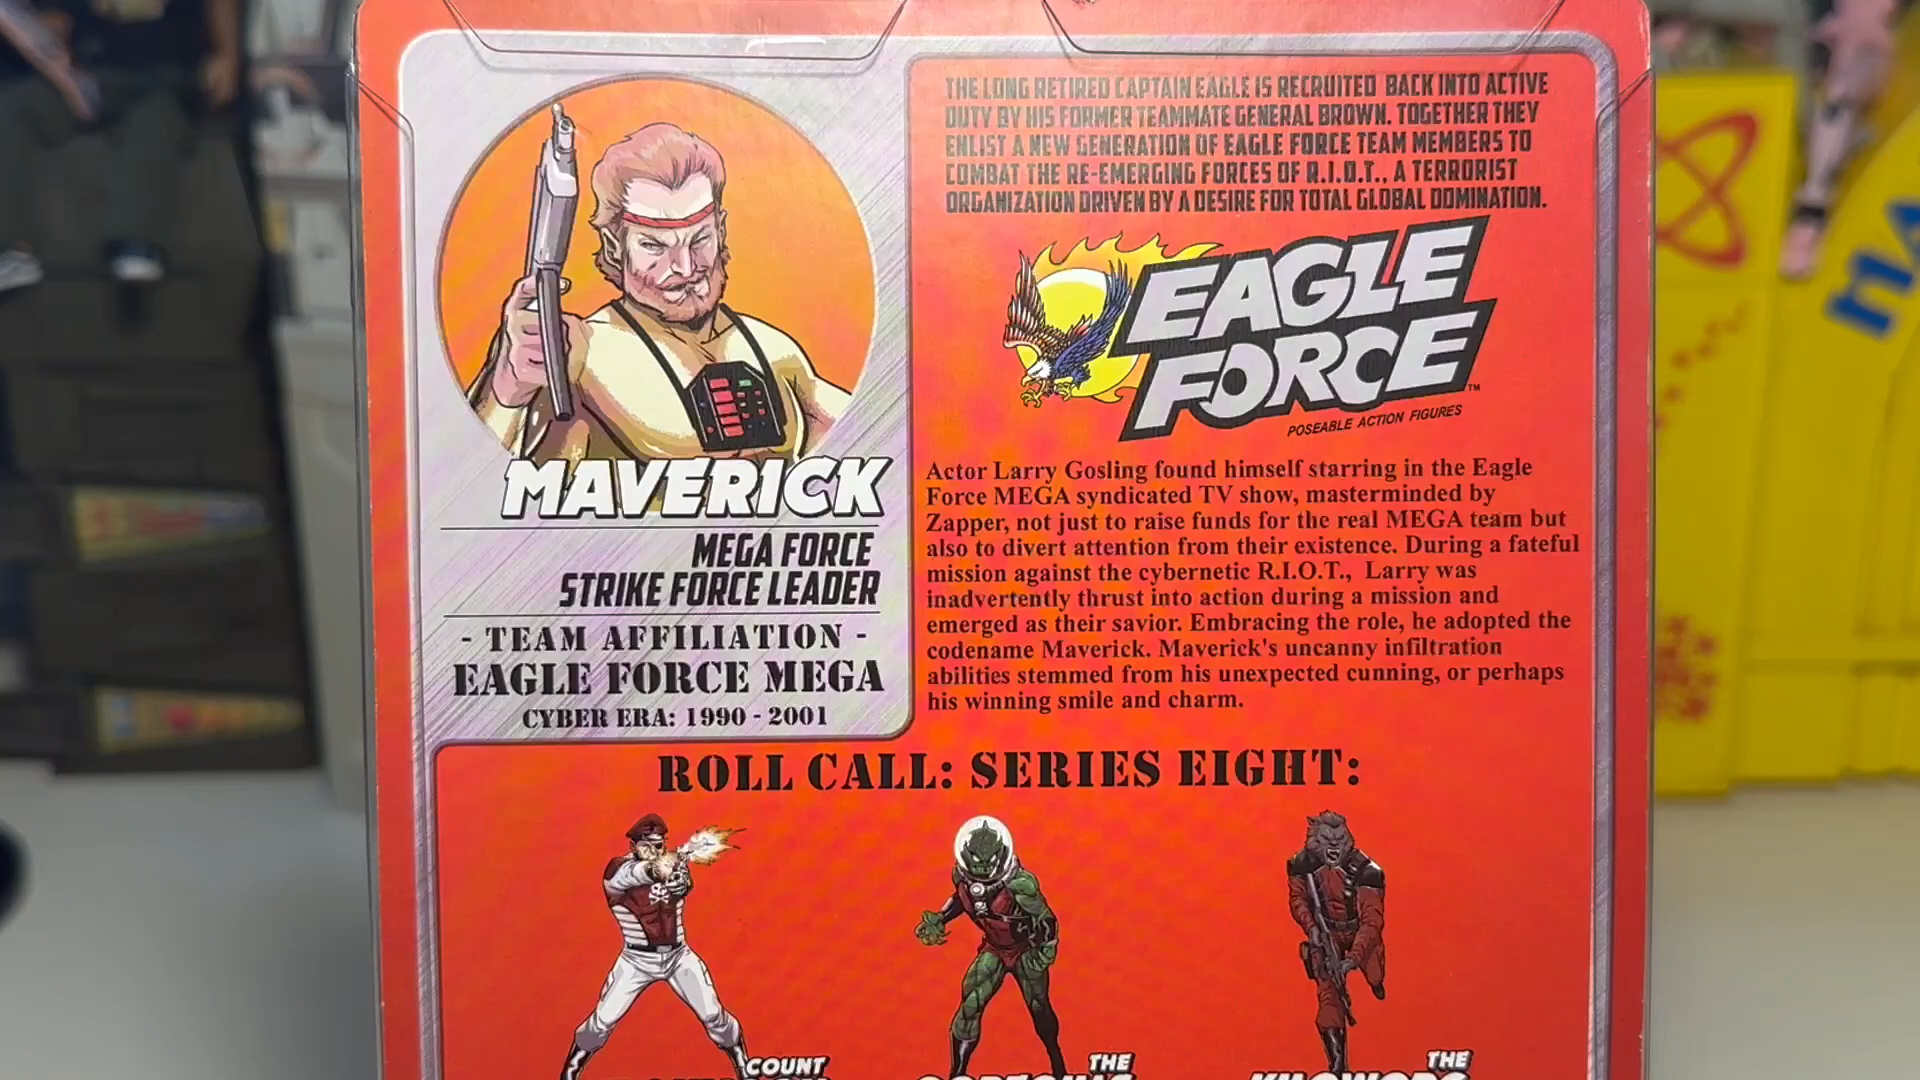 THE LONG RETIRED CAPTAIN EAGLE IS RECRUITED BACK INTO ACTIVE
DUTY BY HIS FORMER TEAMMATE GENERAL BROWN. TOGETHER THEY
ENLIST A NEW GENERATION OF EAGLE FORCE TEAM MEMBERS TO
COMBAT THE RE-EMERGING FORCES OF R.I.O.T., A TERRORIST
ORGANIZATION DRIVEN BY A DESIRE FOR TOTAL GLOBAL DOMINATION.
EAGLE
FORCE™
POSEABLE ACTION FIGURES
MAVERICK
MEGA FORCE
STRIKE FORCE LEADER
- TEAM AFFILIATION -
EAGLE FORCE MEGA
CYBER ERA: 1990 - 2001
Actor Larry Gosling found himself starring in the Eagle
Force MEGA syndicated TV show, masterminded by
Zapper, not just to raise funds for the real MEGA team but
also to divert attention from their existence. During a fateful
mission against the cybernetic R.I.O.T., Larry was
inadvertently thrust into action during a mission and
emerged as their savior. Embracing the role, he adopted the
codename Maverick. Maverick's uncanny infiltration
abilities stemmed from his unexpected cunning, or perhaps
his winning smile and charm.
ROLL CALL: SERIES EIGHT:
COUNT
THE
THE